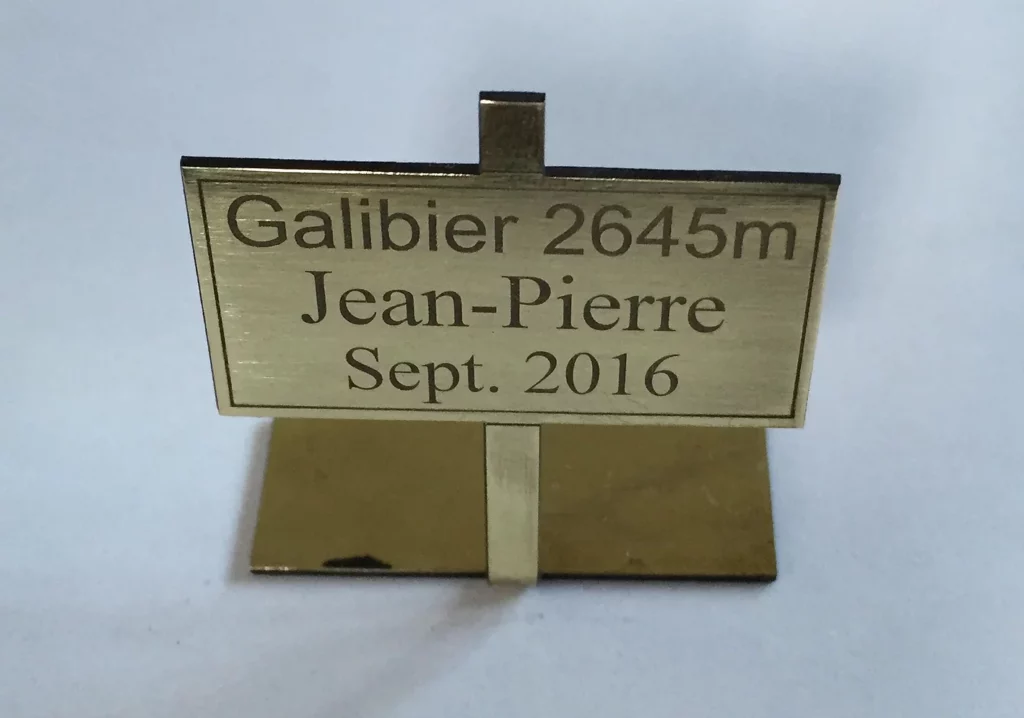 Galibier 2645m
Jean-Pierre
Sept. 2016